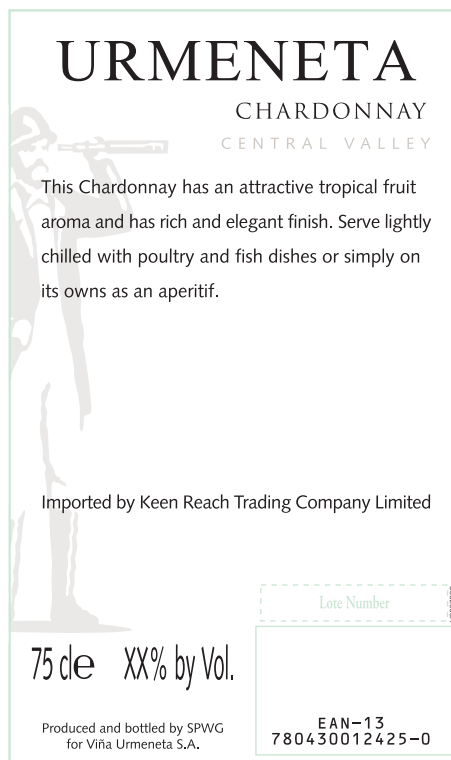 URMENETA
CHARDONNAY
CENTRAL VALLEY
This Chardonnay has an attractive tropical fruit
aroma and has rich and elegant finish. Serve lightly
chilled with poultry and fish dishes or simply on
its owns as an aperitif.
Imported by Keen Reach Trading Company Limited
Lote Number
75 cle XX% by Vol.
Produced and bottled by SPWG
for Viña Urmeneta S.A.
EAN-13
780430012425-0